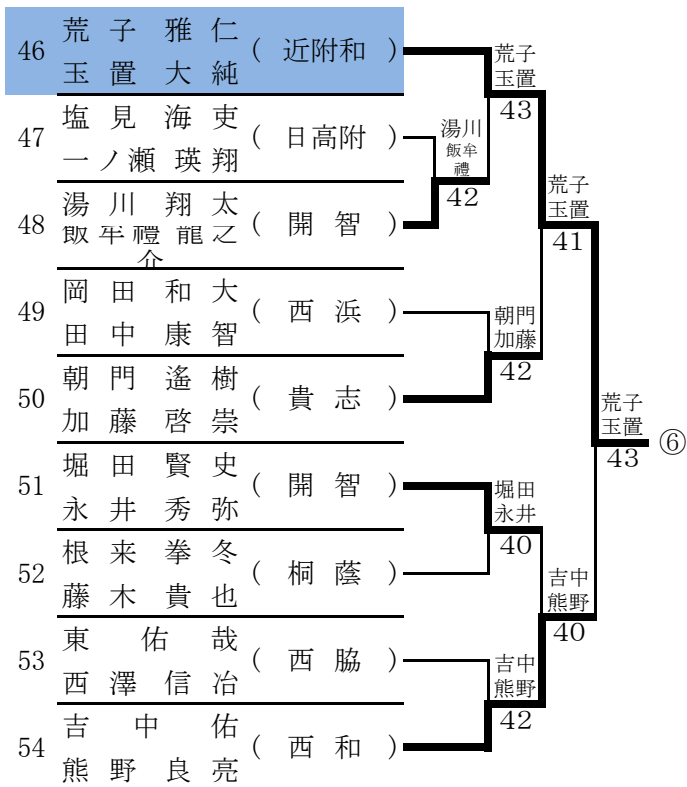 46 荒子雅仁 ( 近附和 )
玉置大純
47 塩見海吏 ( 日高附 )
一ノ瀬瑛翔
48 湯川翔太 ( 開智 )
飯牟禮龍之
介
49 岡田和大 ( 西浜 )
田中康智
50 朝門遙樹 ( 貴志 )
加藤啓崇
51 堀田賢史 ( 開智 )
永井秀弥
52 根来拳冬 ( 桐蔭 )
藤木貴也
53 東佑哉 ( 西脇 )
西澤信冶
54 吉中佑 ( 西和 )
熊野良亮
湯川
飯牟
禮
42
荒子
玉置
43
朝門
加藤
42
堀田
永井
40
吉中
熊野
42
荒子
玉置
41
吉中
熊野
40
荒子
玉置
43
⑥